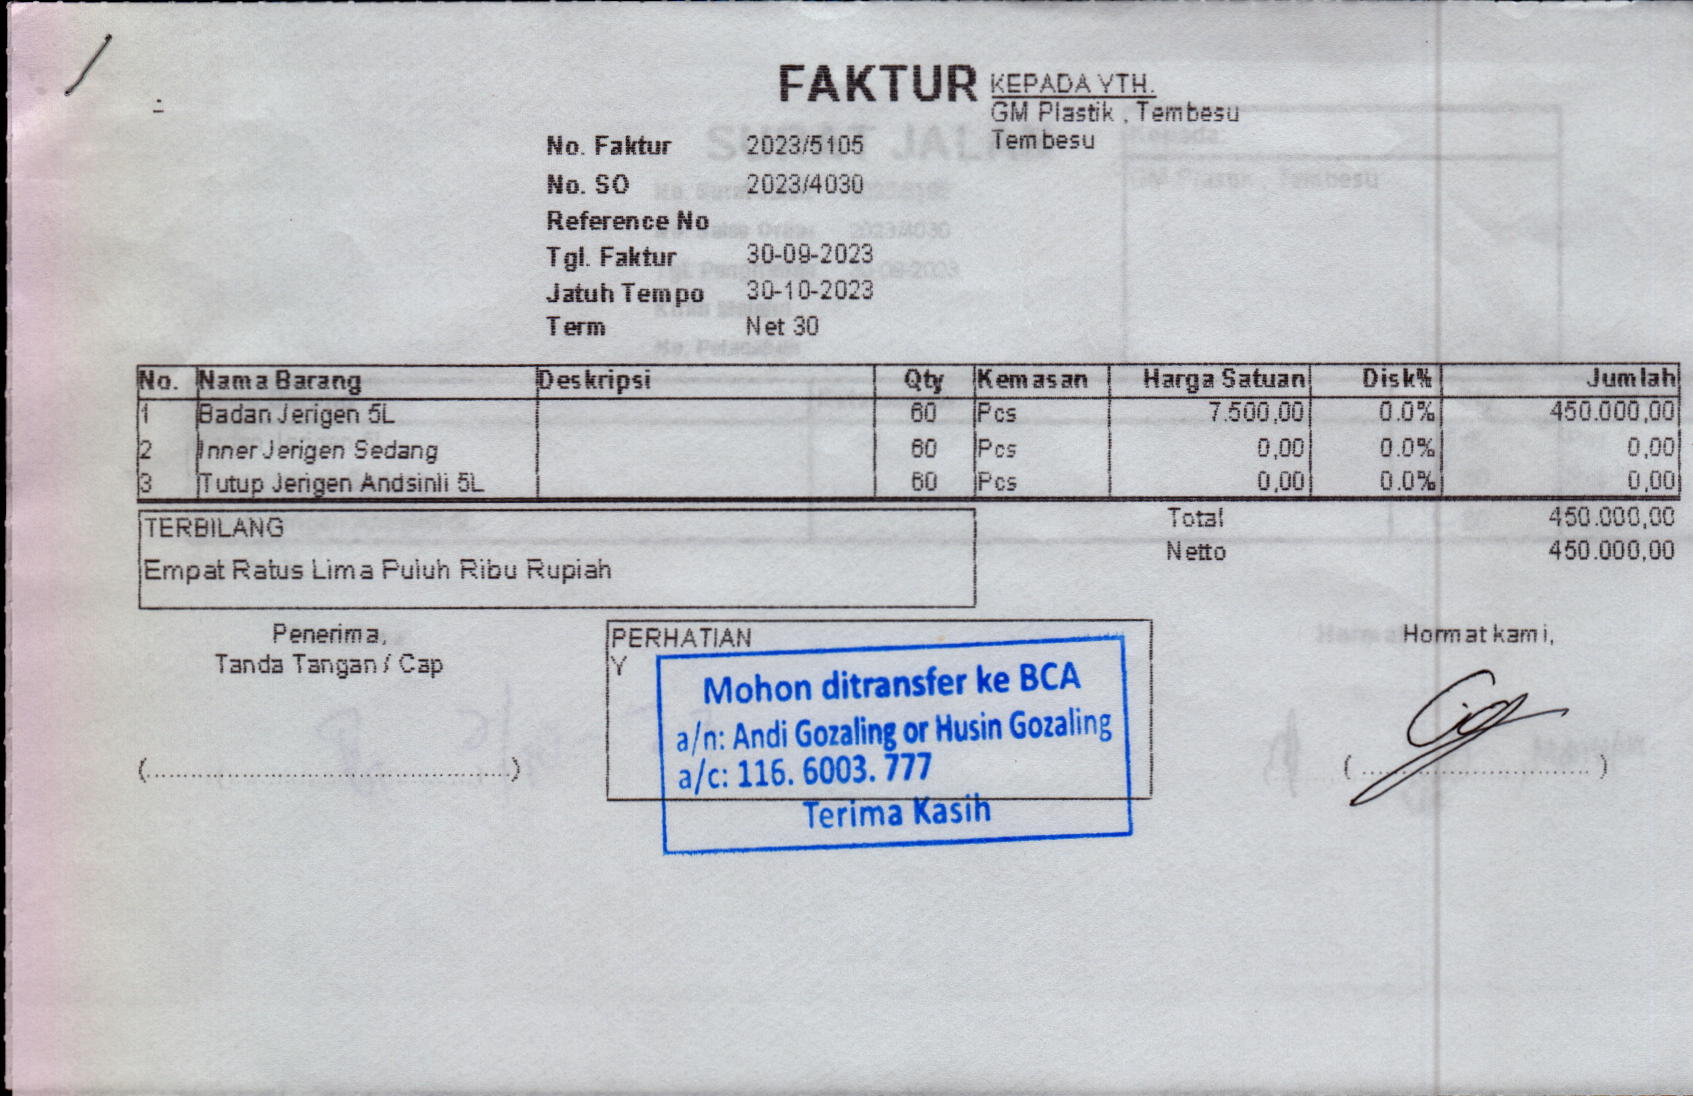 FAKTUR
KEPADA YTH.
GM Plastik , Tembesu
Tembesu
No. Faktur 2023/5105
No. SO 2023/4030
Reference No
Tgl. Faktur 30-09-2023
Jatuh Tempo 30-10-2023
Term Net 30
No. Nama Barang Deskripsi Qty Kemasan Harga Satuan Disk% Jumlah
1 Badan Jerigen 5L 60 Pcs 7.500,00 0.0% 450.000,00
2 Inner Jerigen Sedang 60 Pcs 0,00 0.0% 0,00
3 Tutup Jerigen Andsinli 5L 60 Pcs 0,00 0.0% 0,00
TERBILANG
Empat Ratus Lima Puluh Ribu Rupiah
Total 450.000,00
Netto 450.000,00
Penerima,
Tanda Tangan / Cap
PERHATIAN
Y
Mohon ditransfer ke BCA
a/n: Andi Gozaling or Husin Gozaling
a/c: 116. 6003. 777
Terima Kasih
Hormat kami,